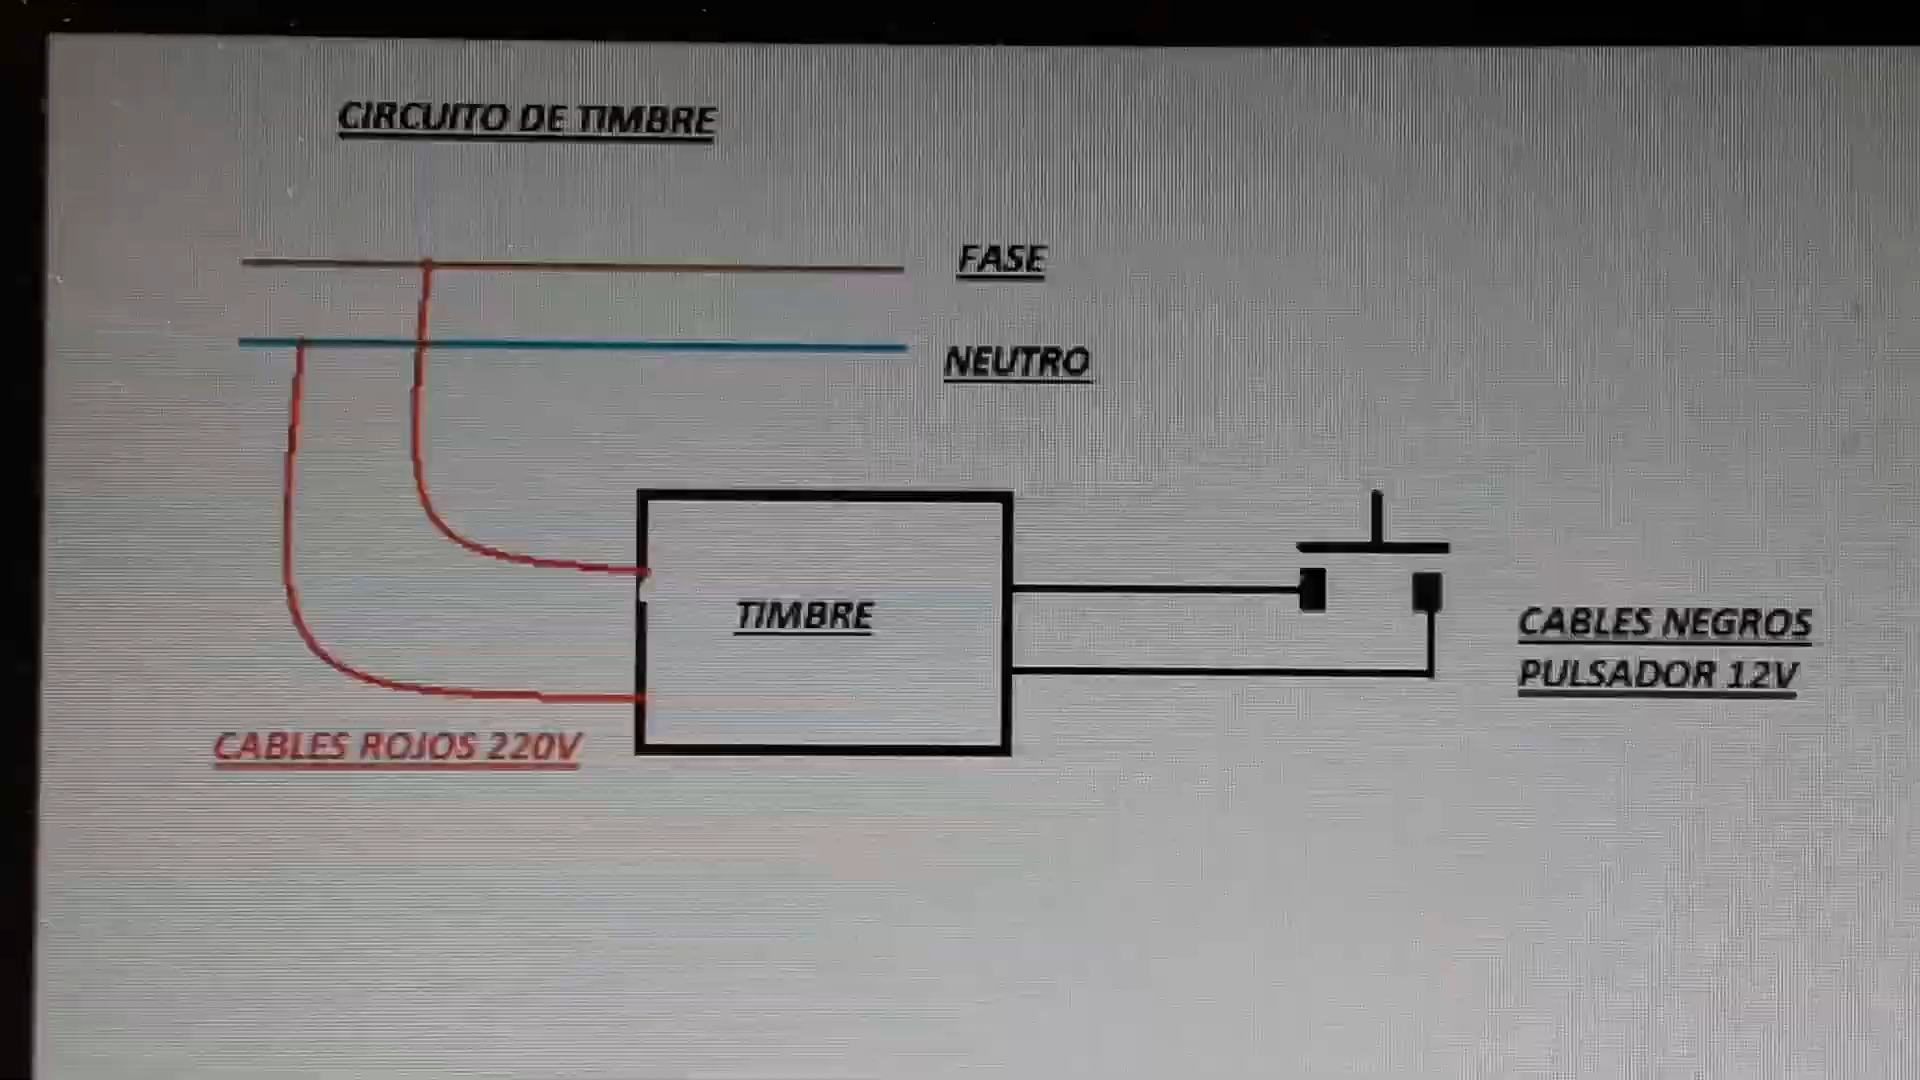 CIRCUITO DE TIMBRE
FASE
NEUTRO
TIMBRE
CABLES NEGROS
PULSADOR 12V
CABLES ROJOS 220V